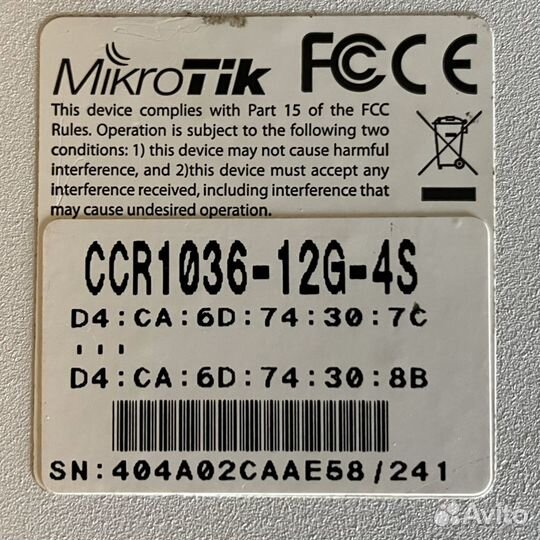 MikroTik FCC CE
This device complies with Part 15 of the FCC
Rules. Operation is subject to the following two
conditions: 1) this device may not cause harmful
interference, and 2)this device must accept any
interference received, including interference that
may cause undesired operation.
CCR1036-12G-4S
D4:CA:6D:74:30:7C
...
D4:CA:6D:74:30:8B
SN:404A02CAAE58/241
Avito